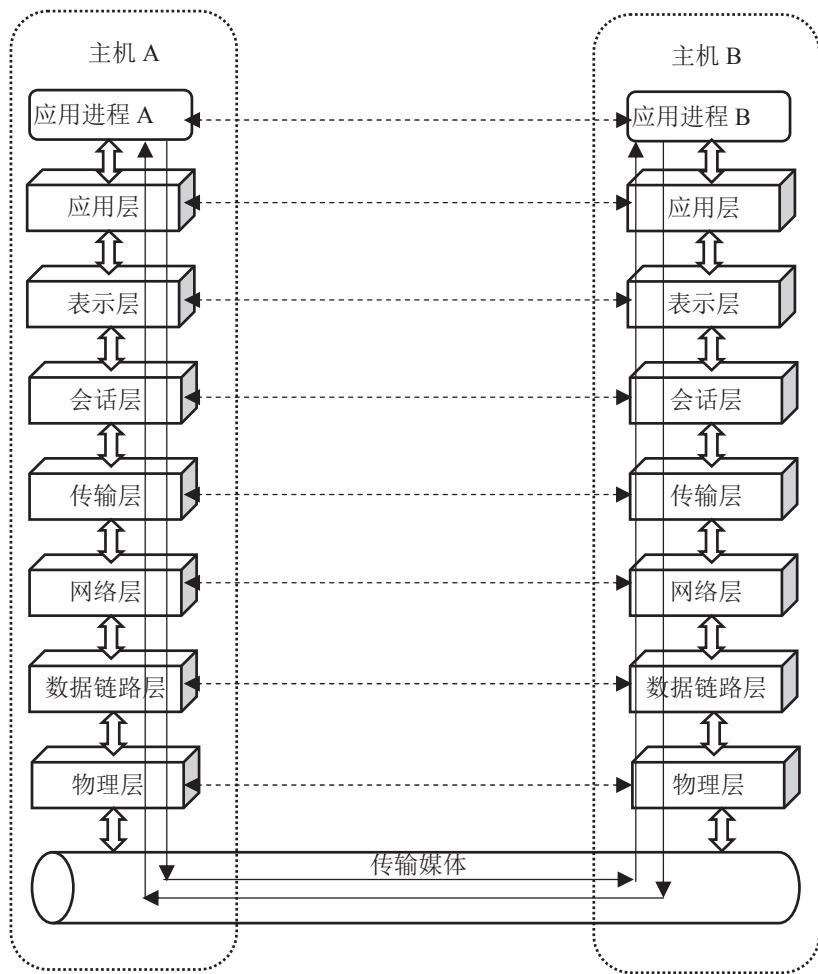 主机 A
主机 B
应用进程 A
应用进程 B
应用层
应用层
表示层
表示层
会话层
会话层
传输层
传输层
网络层
网络层
数据链路层
数据链路层
物理层
物理层
传输媒体